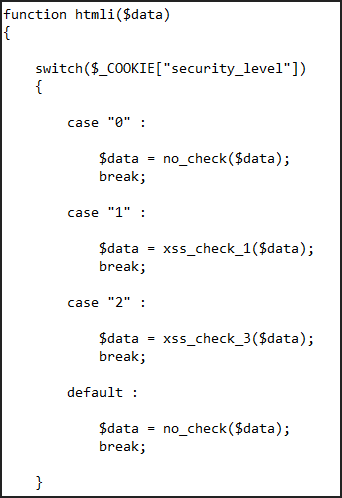 function htmli($data)
{
switch($_COOKIE["security_level"])
{
case "0" :
$data = no_check($data);
break;
case "1" :
$data = xss_check_1($data);
break;
case "2" :
$data = xss_check_3($data);
break;
default :
$data = no_check($data);
break;
}